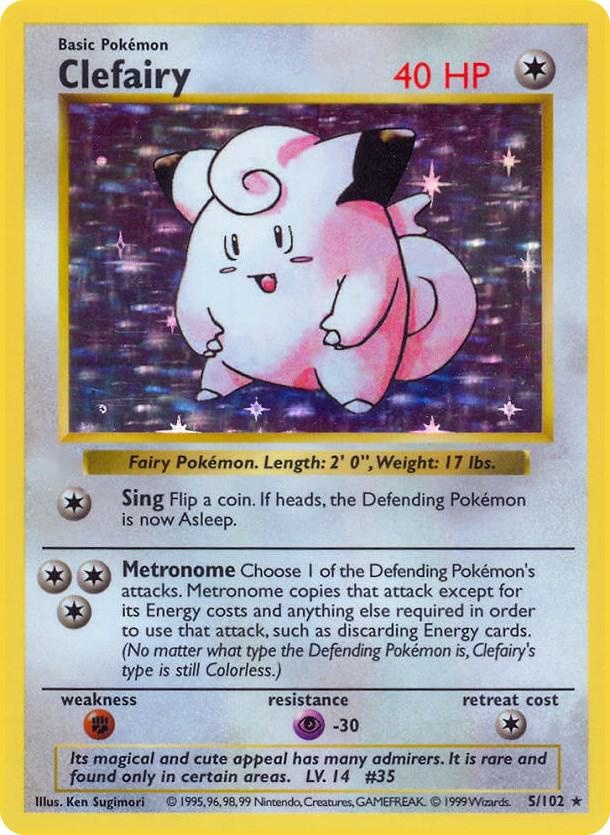 Basic Pokémon
Clefairy
40 HP
Fairy Pokémon. Length: 2' 0", Weight: 17 lbs.
Sing Flip a coin. If heads, the Defending Pokémon
is now Asleep.
Metronome Choose 1 of the Defending Pokémon's
attacks. Metronome copies that attack except for
its Energy costs and anything else required in order
to use that attack, such as discarding Energy cards.
(No matter what type the Defending Pokémon is, Clefairy's
type is still Colorless.)
weakness resistance retreat cost
-30
Its magical and cute appeal has many admirers. It is rare and
found only in certain areas. LV. 14 #35
Illus. Ken Sugimori © 1995, 96, 98, 99 Nintendo, Creatures, GAMEFREAK. © 1999 Wizards. 5/102 ★